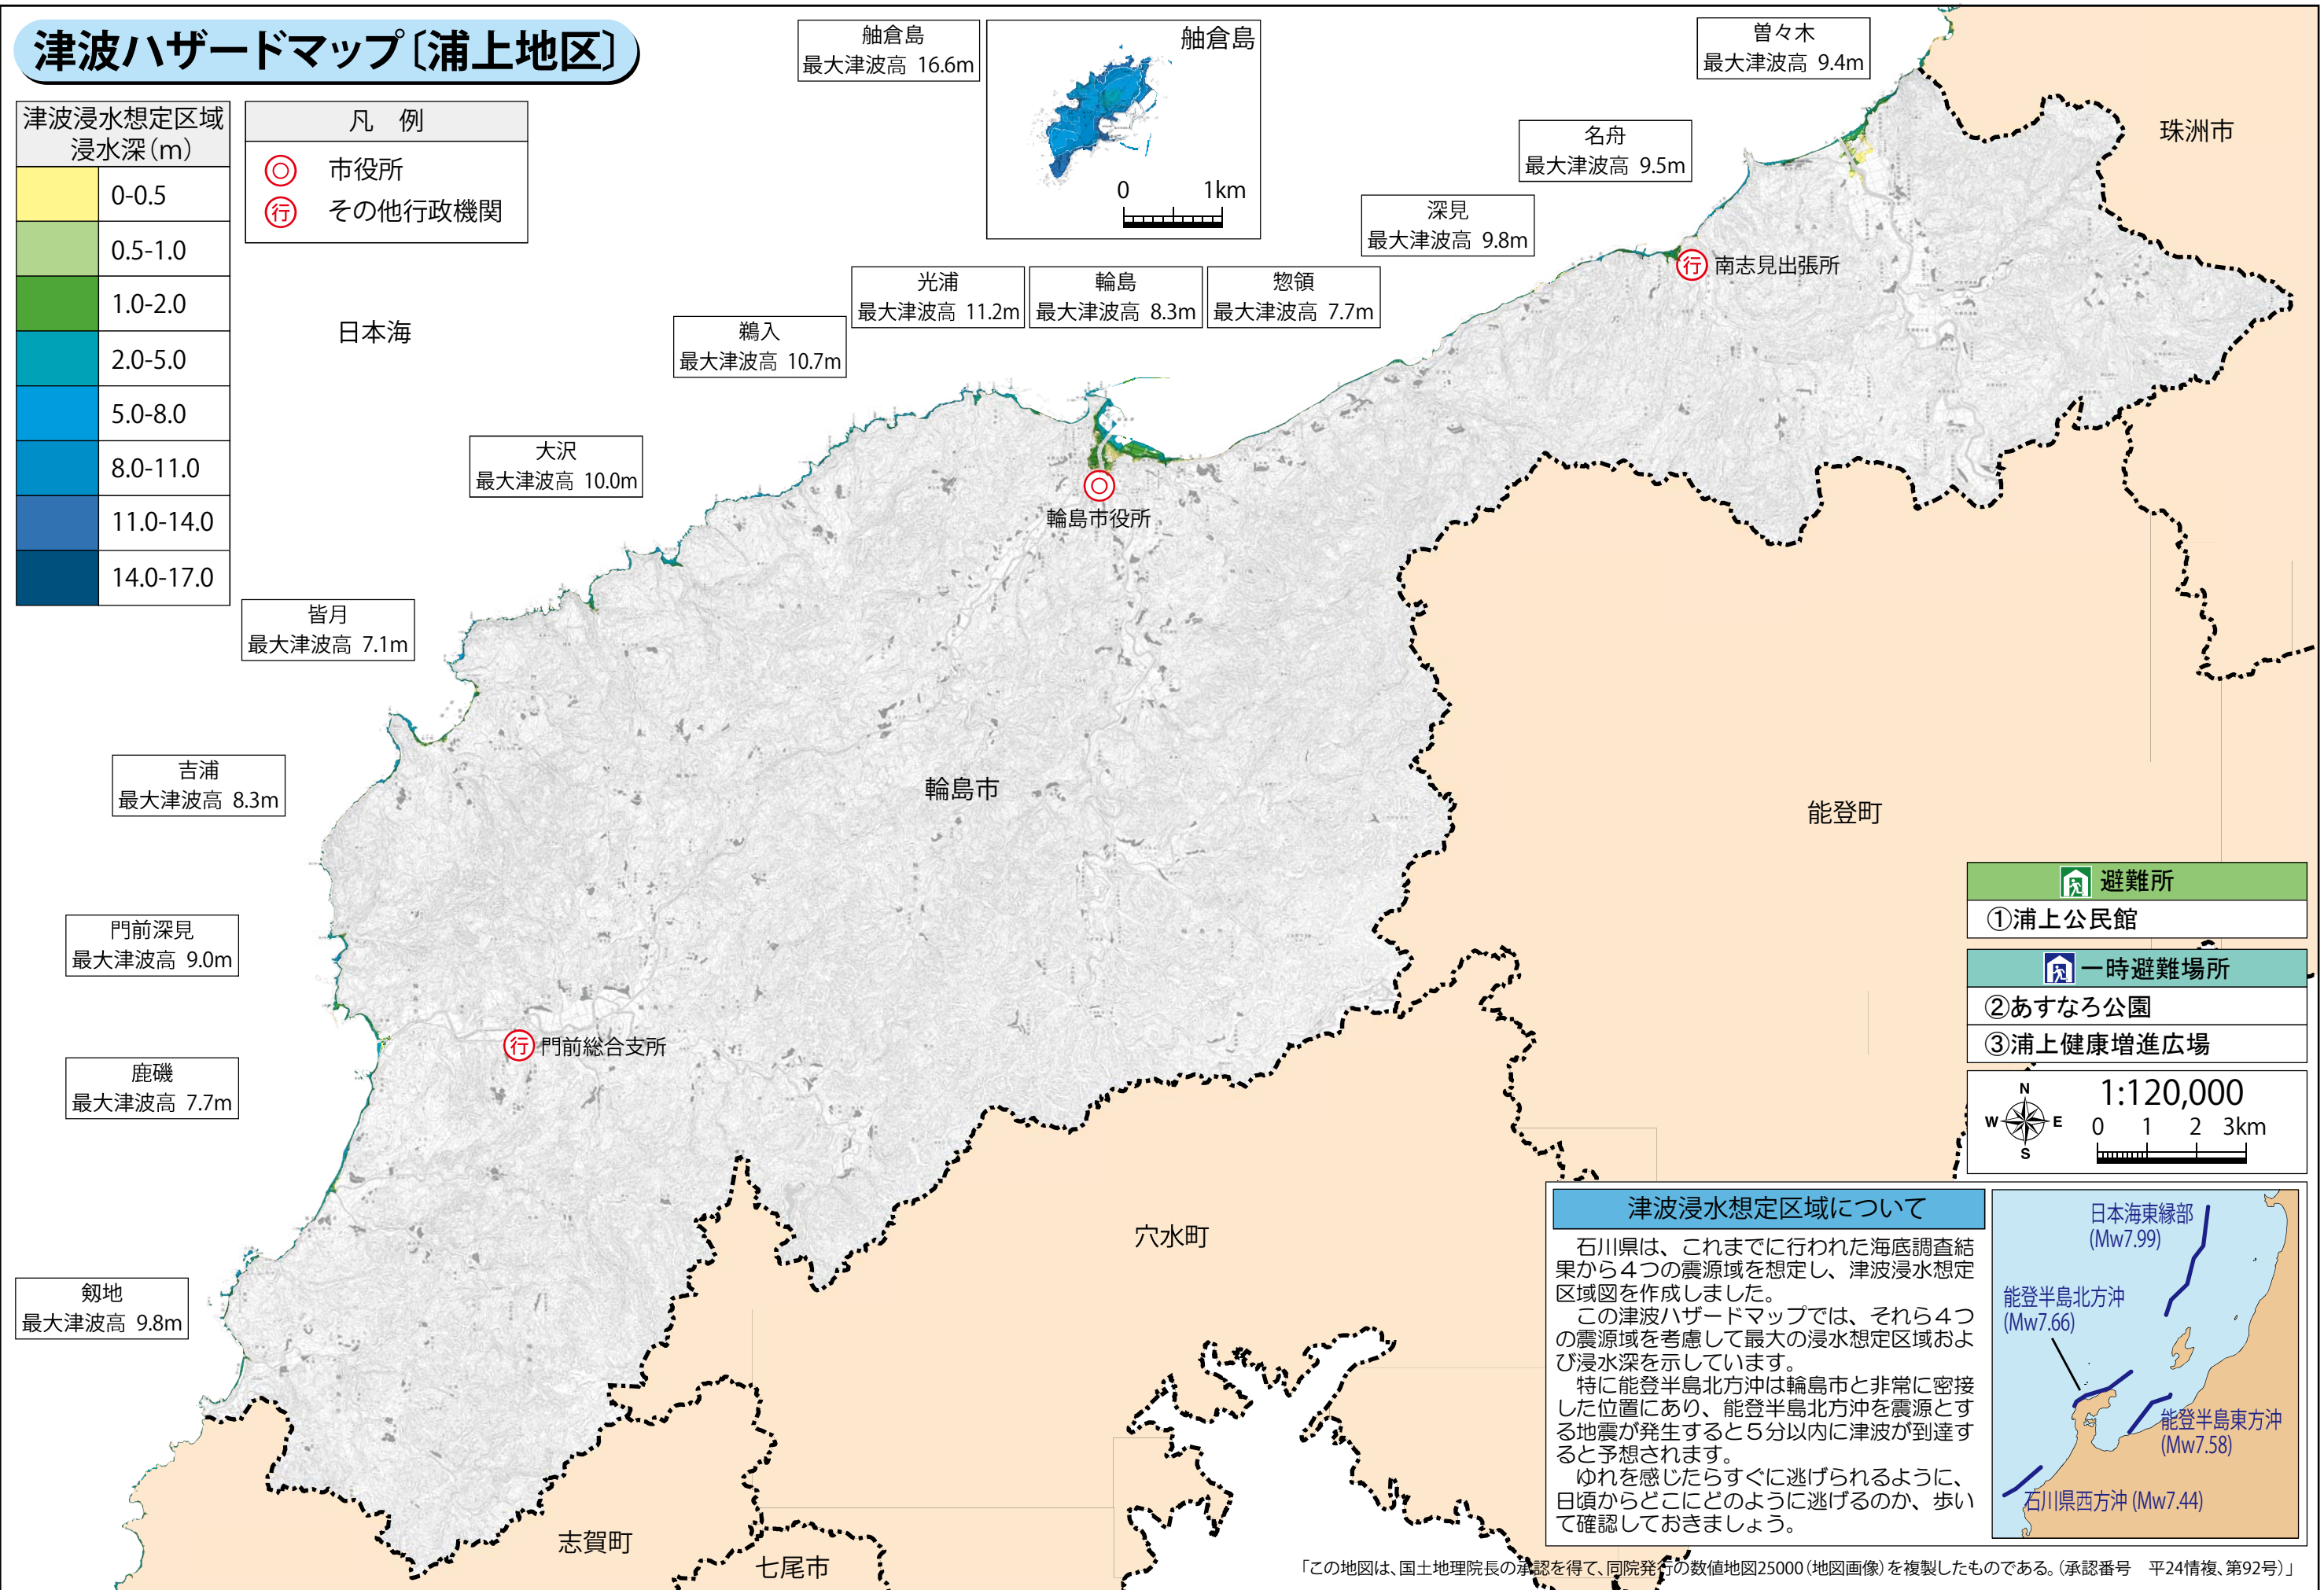 津波ハザードマップ〔浦上地区〕
津波浸水想定区域
浸水深(m)
0-0.5
0.5-1.0
1.0-2.0
2.0-5.0
5.0-8.0
8.0-11.0
11.0-14.0
14.0-17.0
凡 例
◎ 市役所
行 その他行政機関
日本海
舳倉島
最大津波高 16.6m
舳倉島
0 1km
曽々木
最大津波高 9.4m
名舟
最大津波高 9.5m
深見
最大津波高 9.8m
光浦
最大津波高 11.2m
輪島
最大津波高 8.3m
惣領
最大津波高 7.7m
鵜入
最大津波高 10.7m
大沢
最大津波高 10.0m
皆月
最大津波高 7.1m
吉浦
最大津波高 8.3m
門前深見
最大津波高 9.0m
鹿磯
最大津波高 7.7m
剱地
最大津波高 9.8m
珠洲市
行 南志見出張所
輪島市役所
輪島市
能登町
行 門前総合支所
穴水町
志賀町
七尾市
避難所
①浦上公民館
一時避難場所
②あすなろ公園
③浦上健康増進広場
N
W E
S
1:120,000
0 1 2 3km
津波浸水想定区域について
石川県は、これまでに行われた海底調査結
果から4つの震源域を想定し、津波浸水想定
区域図を作成しました。
この津波ハザードマップでは、それら4つ
の震源域を考慮して最大の浸水想定区域およ
び浸水深を示しています。
特に能登半島北方沖は輪島市と非常に密接
した位置にあり、能登半島北方沖を震源とす
る地震が発生すると5分以内に津波が到達す
ると予想されます。
ゆれを感じたらすぐに逃げられるように、
日頃からどこにどのように逃げるのか、歩い
て確認しておきましょう。
日本海東縁部
(Mw7.99)
能登半島北方沖
(Mw7.66)
能登半島東方沖
(Mw7.58)
石川県西方沖 (Mw7.44)
「この地図は、国土地理院長の承認を得て、同院発行の数値地図25000(地図画像)を複製したものである。(承認番号 平24情複、第92号)」